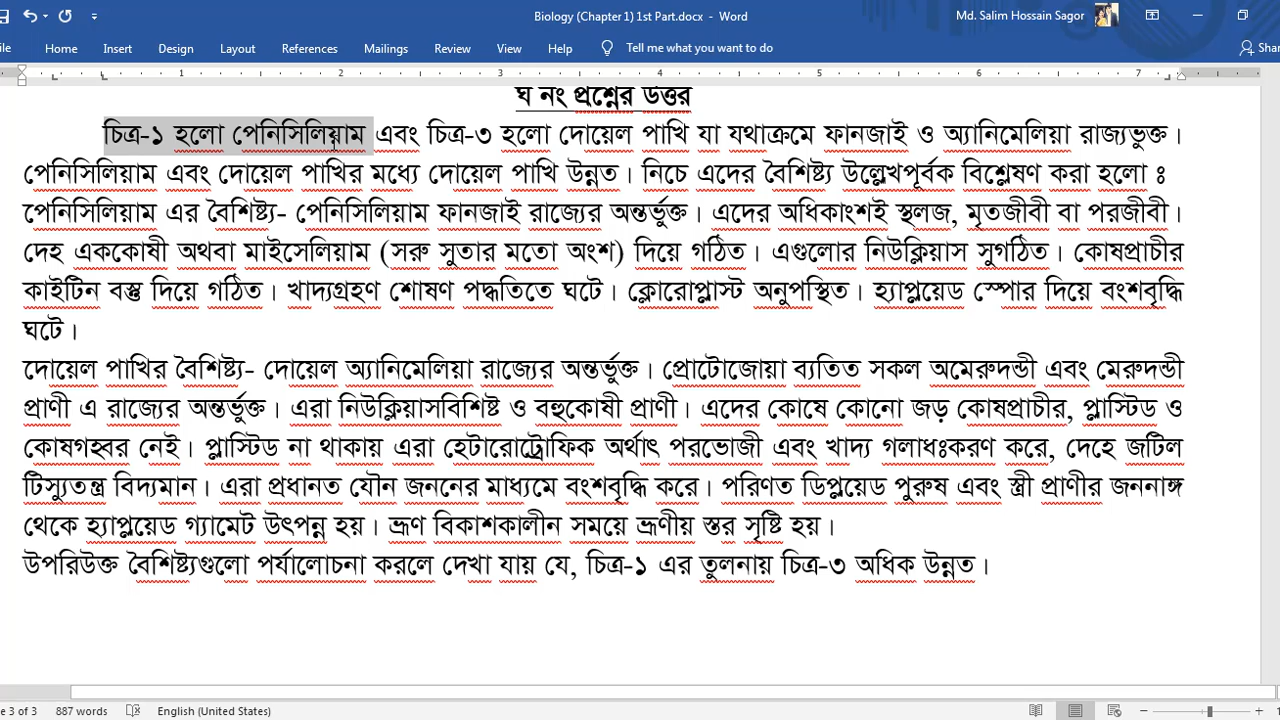 Biology (Chapter 1) 1st Part.docx - Word Md. Salim Hossain Sagor
Home Insert Design Layout References Mailings Review View Help Tell me what you want to do
1 2 3 4 5 6 7
ঘ নং প্রশ্নের উত্তর
চিত্র-১ হলো পেনিসিলিয়াম এবং চিত্র-৩ হলো দোয়েল পাখি যা যথাক্রমে ফানজাই ও অ্যানিমেলিয়া রাজ্যভুক্ত।
পেনিসিলিয়াম এবং দোয়েল পাখির মধ্যে দোয়েল পাখি উন্নত। নিচে এদের বৈশিষ্ট্য উল্লেখপূর্বক বিশ্লেষণ করা হলো ঃ
পেনিসিলিয়াম এর বৈশিষ্ট্য- পেনিসিলিয়াম ফানজাই রাজ্যের অন্তর্ভুক্ত। এদের অধিকাংশই স্থলজ, মৃতজীবী বা পরজীবী।
দেহ এককোষী অথবা মাইসেলিয়াম (সরু সুতার মতো অংশ) দিয়ে গঠিত। এগুলোর নিউক্লিয়াস সুগঠিত। কোষপ্রাচীর
কাইটিন বস্তু দিয়ে গঠিত। খাদ্যগ্রহণ শোষণ পদ্ধতিতে ঘটে। ক্লোরোপ্লাস্ট অনুপস্থিত। হ্যাপ্লয়েড স্পোর দিয়ে বংশবৃদ্ধি
ঘটে।
দোয়েল পাখির বৈশিষ্ট্য- দোয়েল অ্যানিমেলিয়া রাজ্যের অন্তর্ভুক্ত। প্রোটোজোয়া ব্যতিত সকল অমেরুদন্ডী এবং মেরুদন্ডী
প্রাণী এ রাজ্যের অন্তর্ভুক্ত। এরা নিউক্লিয়াসবিশিষ্ট ও বহুকোষী প্রাণী। এদের কোষে কোনো জড় কোষপ্রাচীর, প্লাস্টিড ও
কোষগহ্বর নেই। প্লাস্টিড না থাকায় এরা হেটারোট্রোফিক অর্থাৎ পরভোজী এবং খাদ্য গলাধঃকরণ করে, দেহে জটিল
টিস্যুতন্ত্র বিদ্যমান। এরা প্রধানত যৌন জননের মাধ্যমে বংশবৃদ্ধি করে। পরিণত ডিপ্লয়েড পুরুষ এবং স্ত্রী প্রাণীর জননাঙ্গ
থেকে হ্যাপ্লয়েড গ্যামেট উৎপন্ন হয়। ভ্রূণ বিকাশকালীন সময়ে ভ্রূণীয় স্তর সৃষ্টি হয়।
উপরিউক্ত বৈশিষ্ট্যগুলো পর্যালোচনা করলে দেখা যায় যে, চিত্র-১ এর তুলনায় চিত্র-৩ অধিক উন্নত।
3 of 3 887 words English (United States)